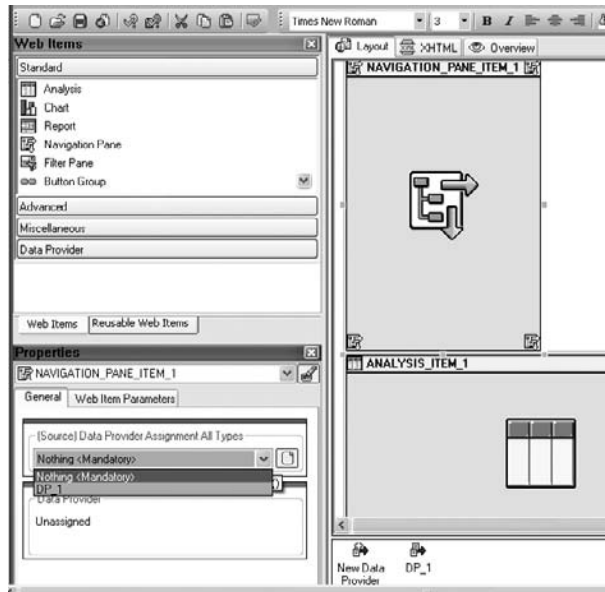 Times New Roman 3 B I
Web Items
Standard
Analysis
Chart
Report
Navigation Pane
Filter Pane
Button Group
Advanced
Miscellaneous
Data Provider
Web Items Reusable Web Items
Properties
NAVIGATION_PANE_ITEM_1
General Web Item Parameters
(Source) Data Provider Assignment All Types
Nothing <Mandatory>
Nothing <Mandatory>
DP_1
Data Provider
Unassigned
Layout XHTML Overview
NAVIGATION_PANE_ITEM_1
ANALYSIS_ITEM_1
New Data Provider
DP_1